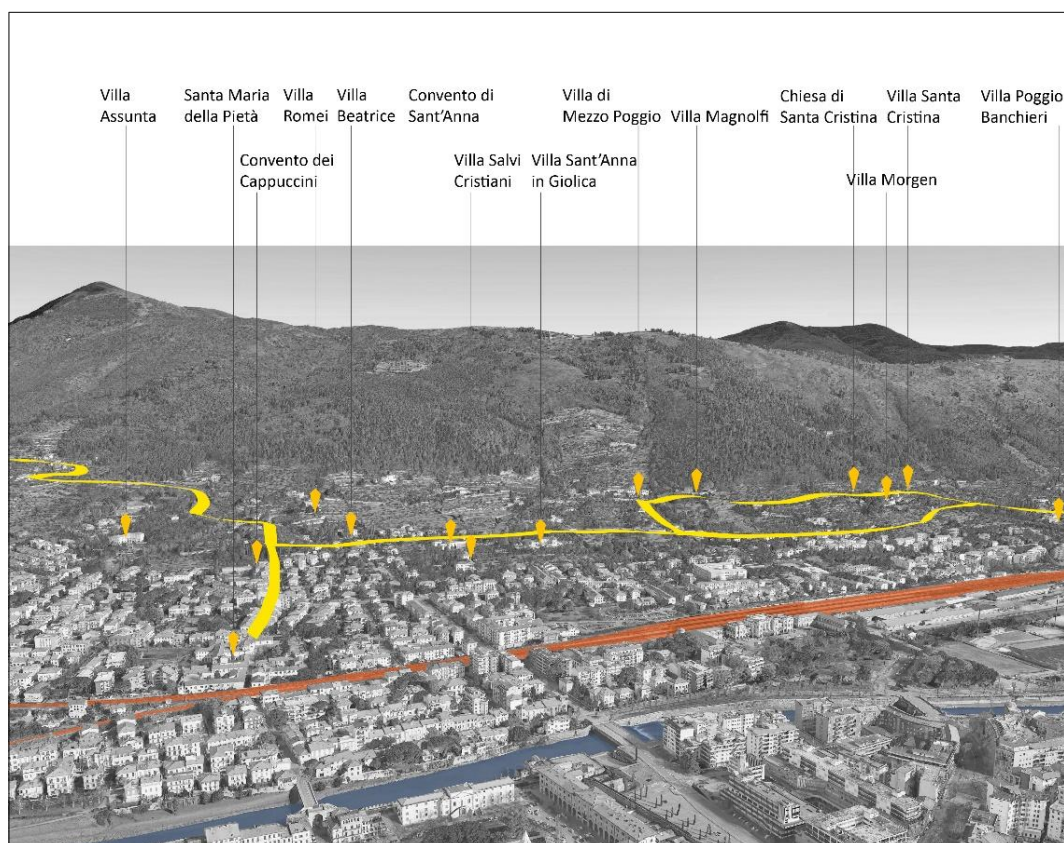 Villa
Assunta
Santa Maria
della Pietà
Villa
Romei
Villa
Beatrice
Convento di
Sant'Anna
Villa di
Mezzo Poggio
Villa Magnolfi
Chiesa di
Santa Cristina
Villa Santa
Cristina
Villa Poggio
Banchieri
Convento dei
Cappuccini
Villa Salvi
Cristiani
Villa Sant'Anna
in Giolica
Villa Morgen